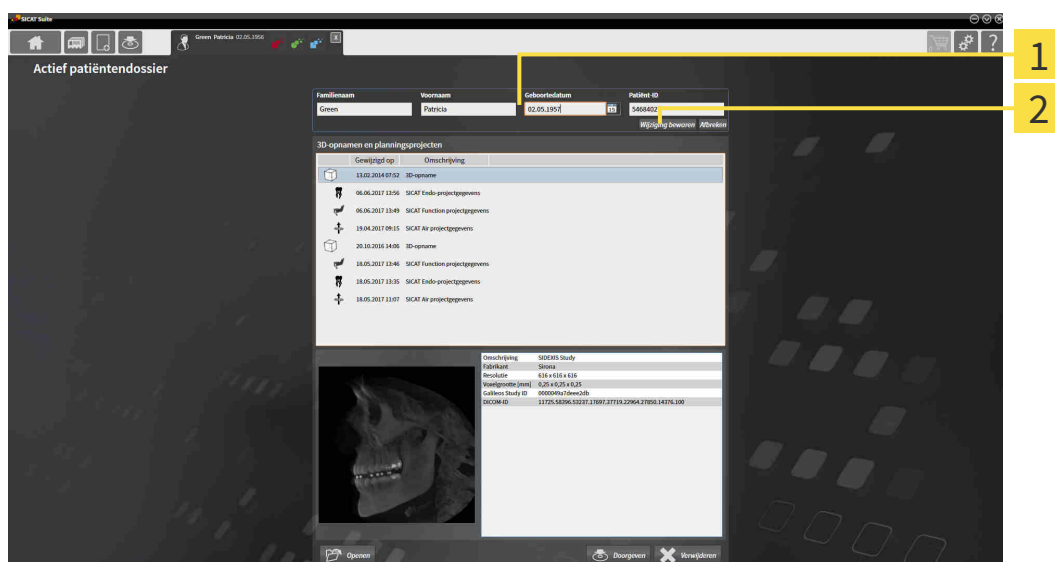 SICAT Suite
Green Patricia 02.05.1956
x
?
Actief patiëntendossier
1
2
Familienaam Voornaam Geboortedatum Patiënt-ID
Green Patricia 02.05.1957 15 5468402
Wijziging bewaren Afbreken
3D-opnamen en planningsprojecten
Gewijzigd op Omschrijving
13.02.2014 07:52 3D-opname
06.06.2017 13:56 SICAT Endo-projectgegevens
06.06.2017 13:49 SICAT Function projectgegevens
19.04.2017 09:15 SICAT Air projectgegevens
20.10.2016 14:06 3D-opname
18.05.2017 13:46 SICAT Function projectgegevens
18.05.2017 13:35 SICAT Endo-projectgegevens
18.05.2017 11:07 SICAT Air projectgegevens
Omschrijving SIDEXIS Study
Fabrikant Sirona
Resolutie 616 x 616 x 616
Voxelgrootte [mm] 0,25 x 0,25 x 0,25
Galileos Study ID 0000049a7deee2db
DICOM-ID 11725.58396.53237.17697.37719.22964.27850.14376.100
Openen Doorgeven Verwijderen